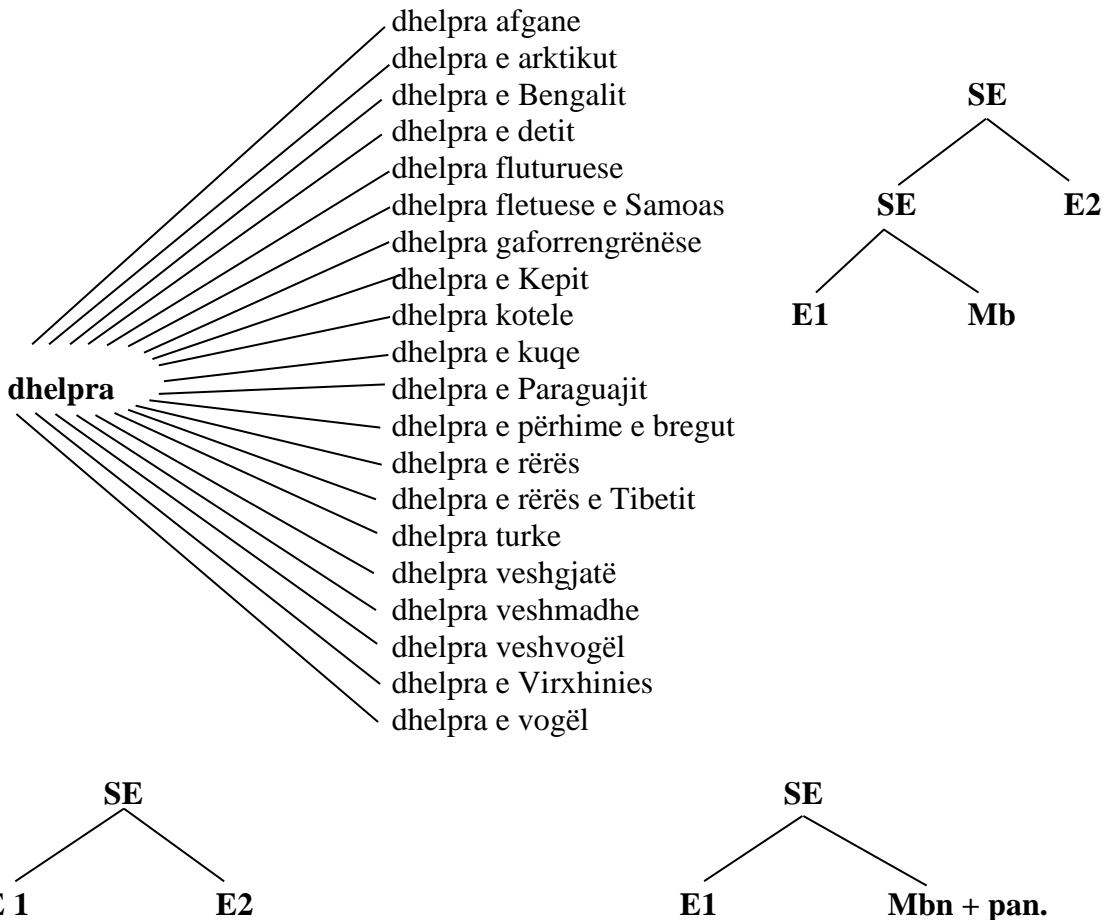 dhelpra afgane
dhelpra e arktikut
dhelpra e Bengalit
dhelpra e detit
dhelpra fluturuese
dhelpra fletuese e Samoas
dhelpra gaforrengrënëse
dhelpra e Kepit
dhelpra kotele
dhelpra e kuqe
dhelpra
dhelpra e Paraguajit
dhelpra e përhime e bregut
dhelpra e rërës
dhelpra e rërës e Tibetit
dhelpra turke
dhelpra veshgjatë
dhelpra veshmadhe
dhelpra veshvogël
dhelpra e Virxhinies
dhelpra e vogël
SE
SE E2
E1 Mb
SE
E 1 E2
SE
E1 Mbn + pan.